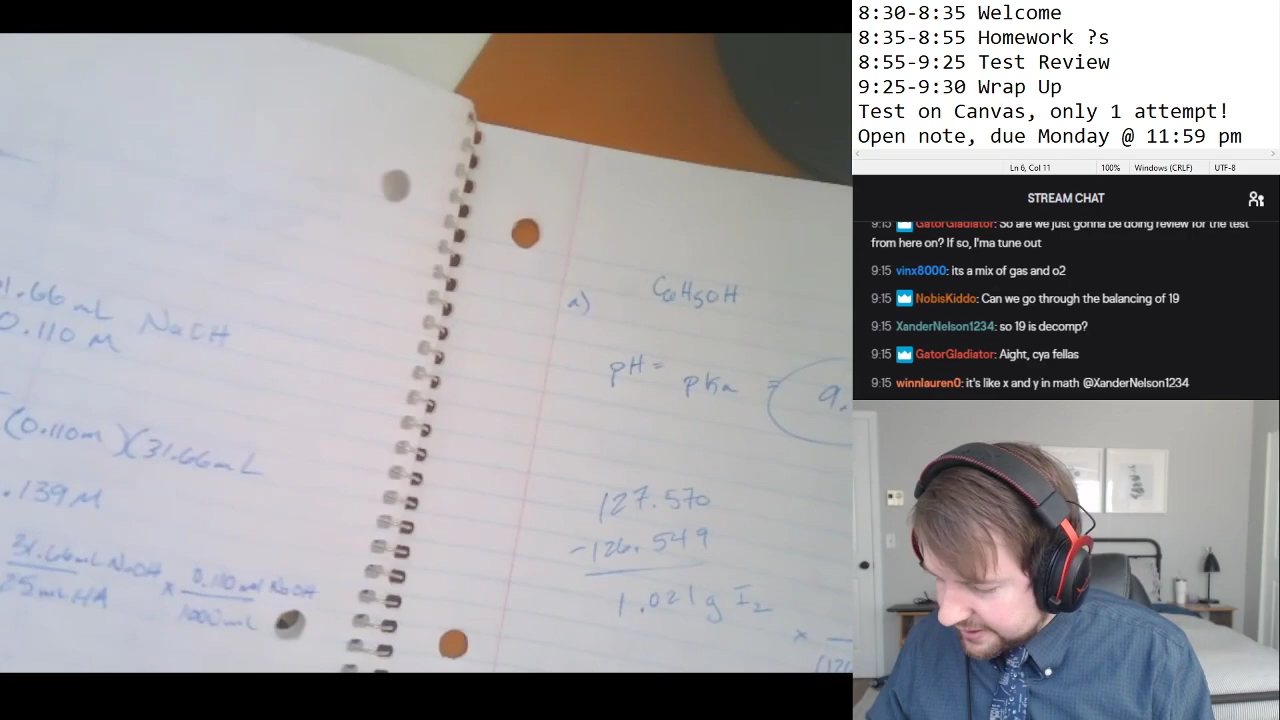 8:30-8:35 Welcome
8:35-8:55 Homework ?s
8:55-9:25 Test Review
9:25-9:30 Wrap Up
Test on Canvas, only 1 attempt!
Open note, due Monday @ 11:59 pm
Ln 6, Col 11 100% Windows (CRLF) UTF-8
STREAM CHAT
9:15 GatorGladiator: So are we just gonna be doing review for the test
from here on? If so, I'ma tune out
9:15 vinx8000: its a mix of gas and o2
9:15 NobisKiddo: Can we go through the balancing of 19
9:15 XanderNelson1234: so 19 is decomp?
9:15 GatorGladiator: Aight, cya fellas
9:15 winnlauren0: it's like x and y in math @XanderNelson1234
1.66 mL
0.110 M NaOH
(0.110m)(31.66mL
.139 M
31.66mL NaOH x 0.110 mol NaOH
25mL HA 1000 mL
a) C6H5OH
pH = pKa = 9.
127.570
-126.549
1.021 g I2
x